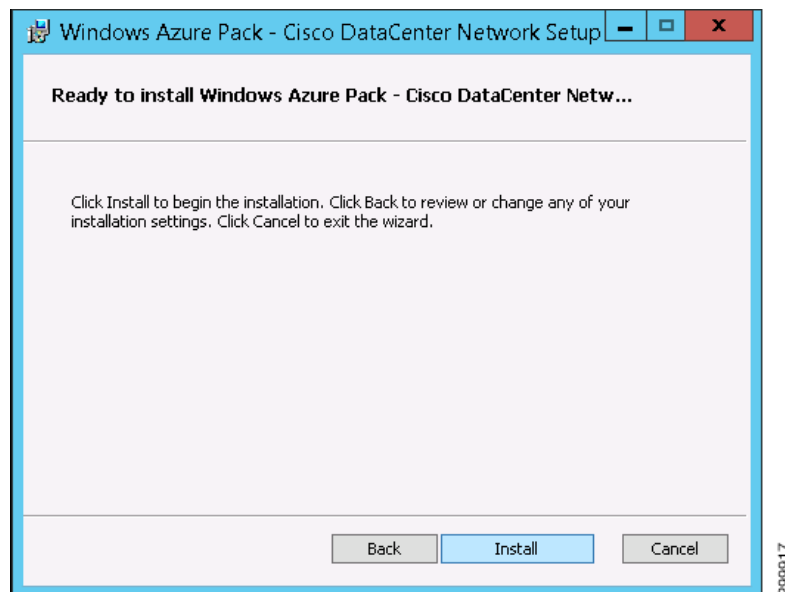 Windows Azure Pack - Cisco DataCenter Network Setup
Ready to install Windows Azure Pack - Cisco DataCenter Netw...
Click Install to begin the installation. Click Back to review or change any of your
installation settings. Click Cancel to exit the wizard.
Back
Install
Cancel